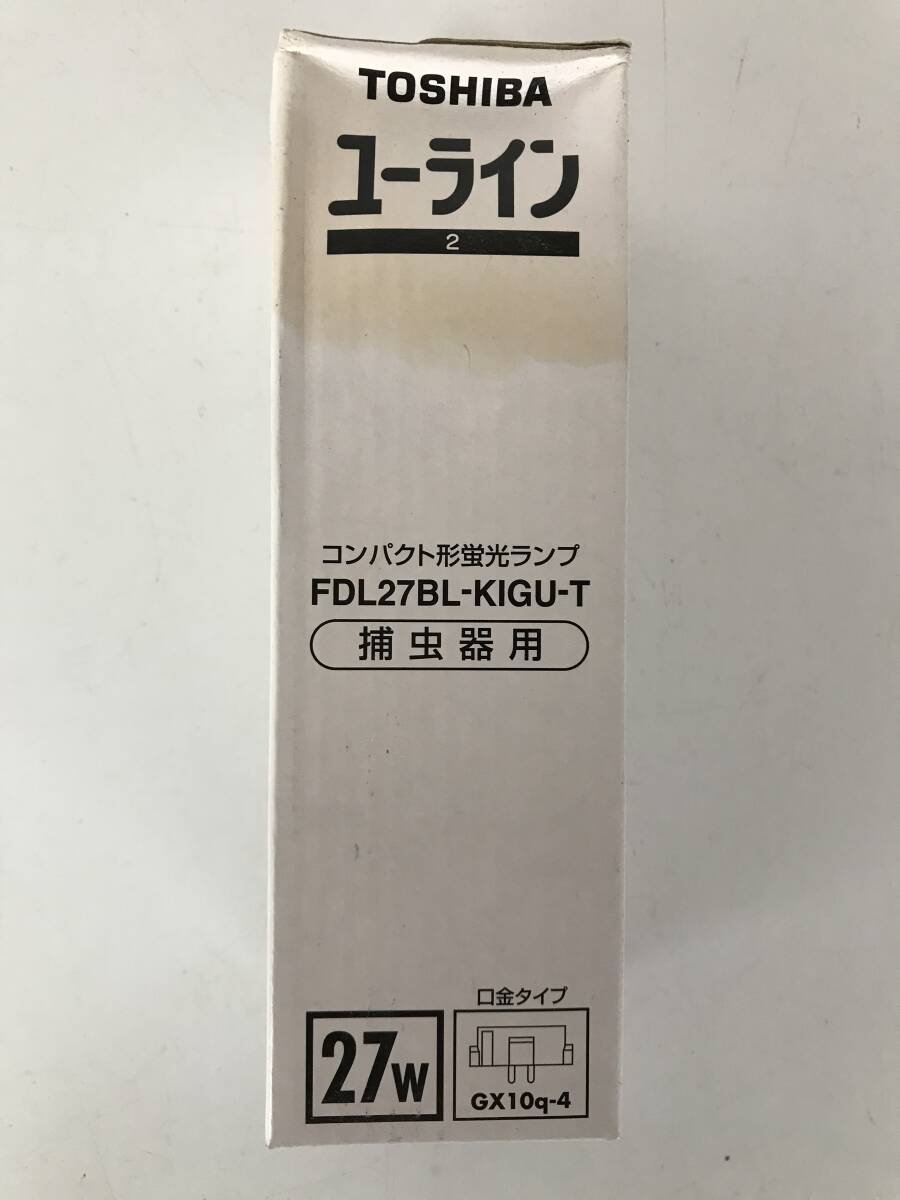 TOSHIBA
ユーライン
2
コンパクト形蛍光ランプ
FDL27BL-KIGU-T
捕虫器用
口金タイプ
27W
GX10q-4